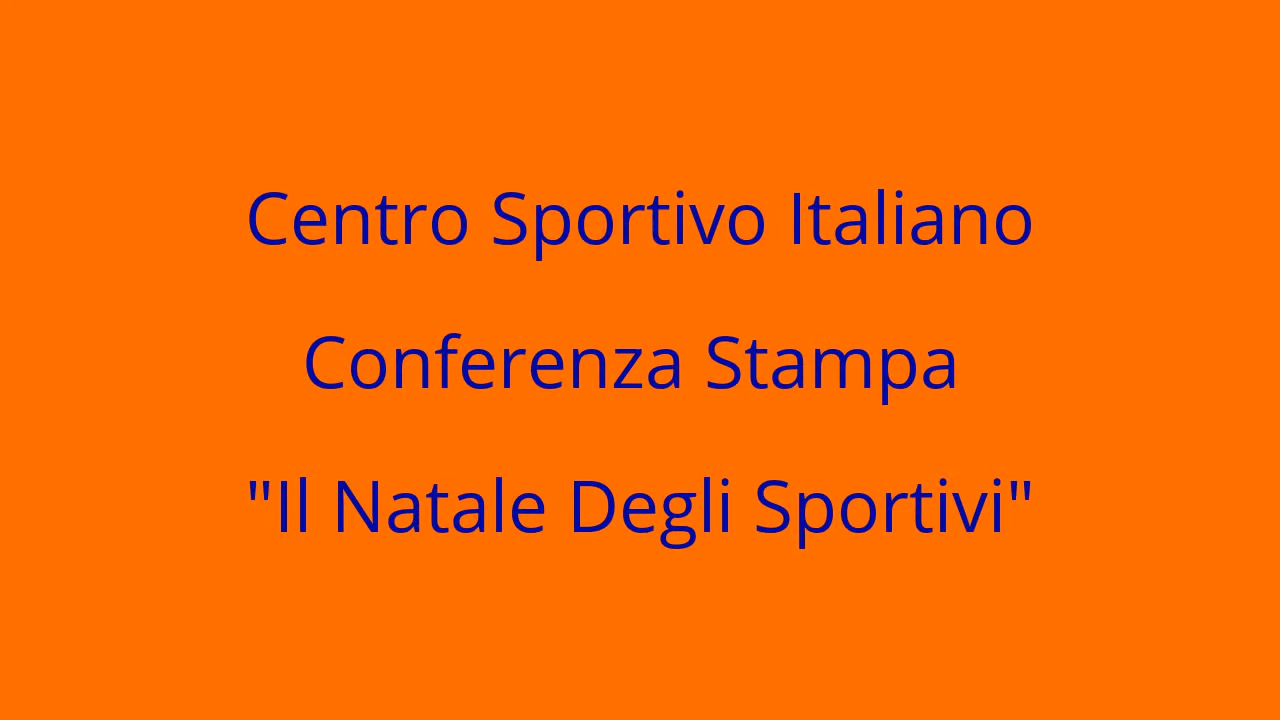 Centro Sportivo Italiano
Conferenza Stampa
"Il Natale Degli Sportivi"